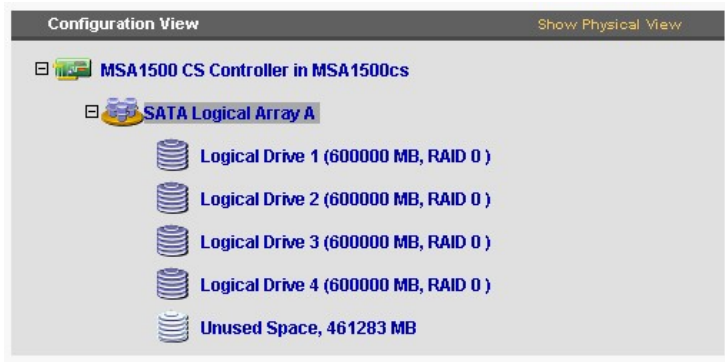 Configuration View
Show Physical View
MSA1500 CS Controller in MSA1500cs
SATA Logical Array A
Logical Drive 1 (600000 MB, RAID 0 )
Logical Drive 2 (600000 MB, RAID 0 )
Logical Drive 3 (600000 MB, RAID 0 )
Logical Drive 4 (600000 MB, RAID 0 )
Unused Space, 461283 MB